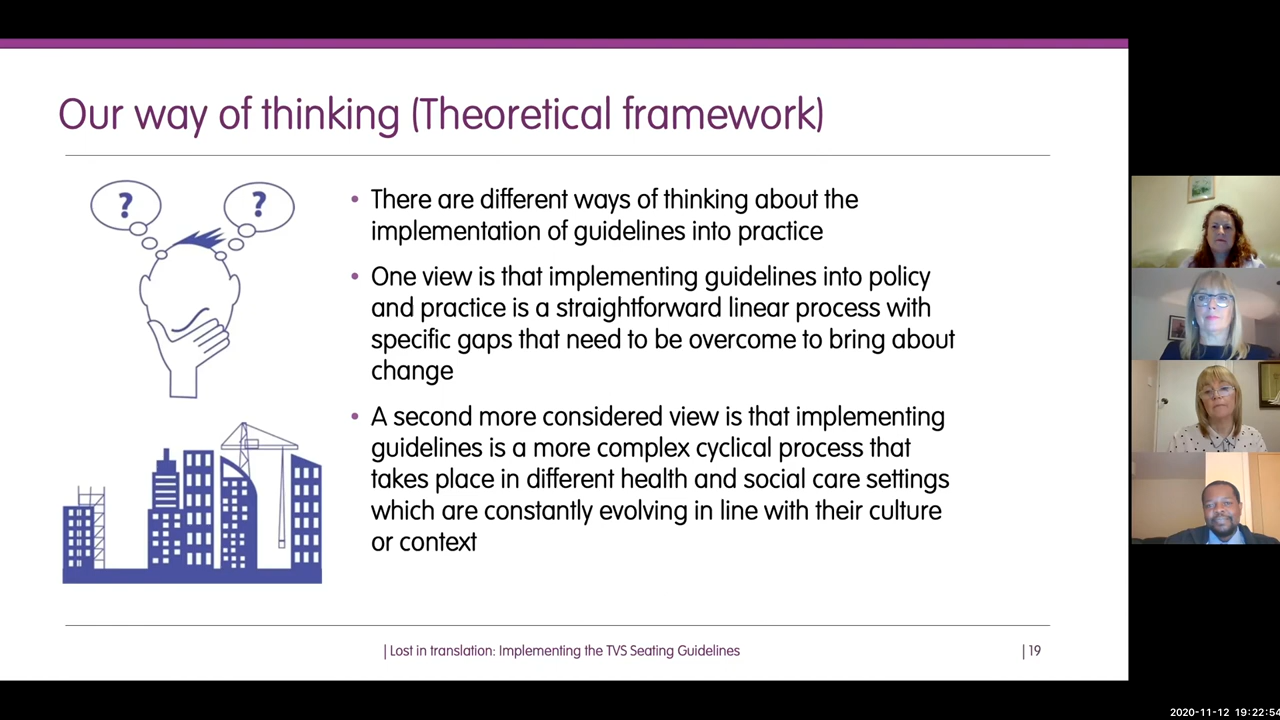 Our way of thinking (Theoretical framework)
? ?
• There are different ways of thinking about the
implementation of guidelines into practice
• One view is that implementing guidelines into policy
and practice is a straightforward linear process with
specific gaps that need to be overcome to bring about
change
• A second more considered view is that implementing
guidelines is a more complex cyclical process that
takes place in different health and social care settings
which are constantly evolving in line with their culture
or context
| Lost in translation: Implementing the TVS Seating Guidelines | 19
2020-11-12 19:22:54